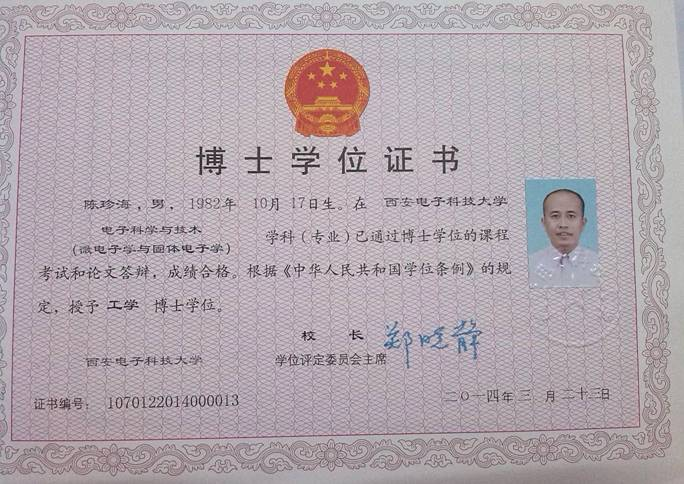 博士学位证书
陈珍海，男，1982年 10月17日生。在 西安电子科技大学
电子科学与技术
(微电子学与固体电子学) 学科（专业）已通过博士学位的课程
考试和论文答辩，成绩合格。根据《中华人民共和国学位条例》的规
定，授予 工学 博士学位。
校 长 郑晓静
西安电子科技大学 学位评定委员会主席
证书编号： 1070122014000013 二〇一四年 三 月 二十三日